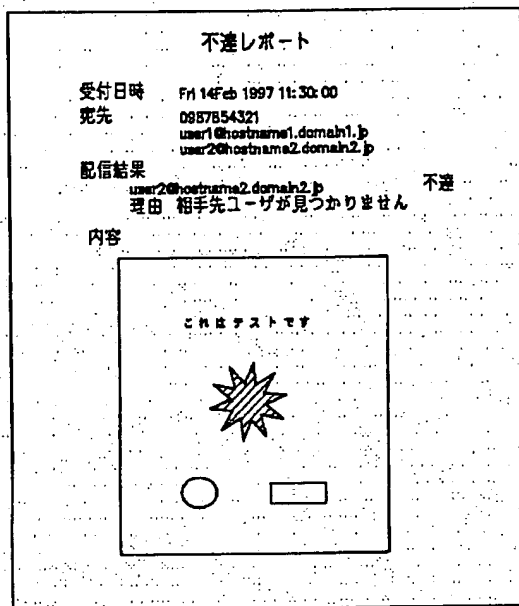 不達レポート
受付日時 Fri 14Feb 1997 11:30:00
宛先 0987654321
user1@hostname1.domain1.jp
user2@hostname2.domain2.jp
配信結果
user2@hostname2.domain2.jp 不達
理由 相手先ユーザが見つかりません
内容
これはテストです